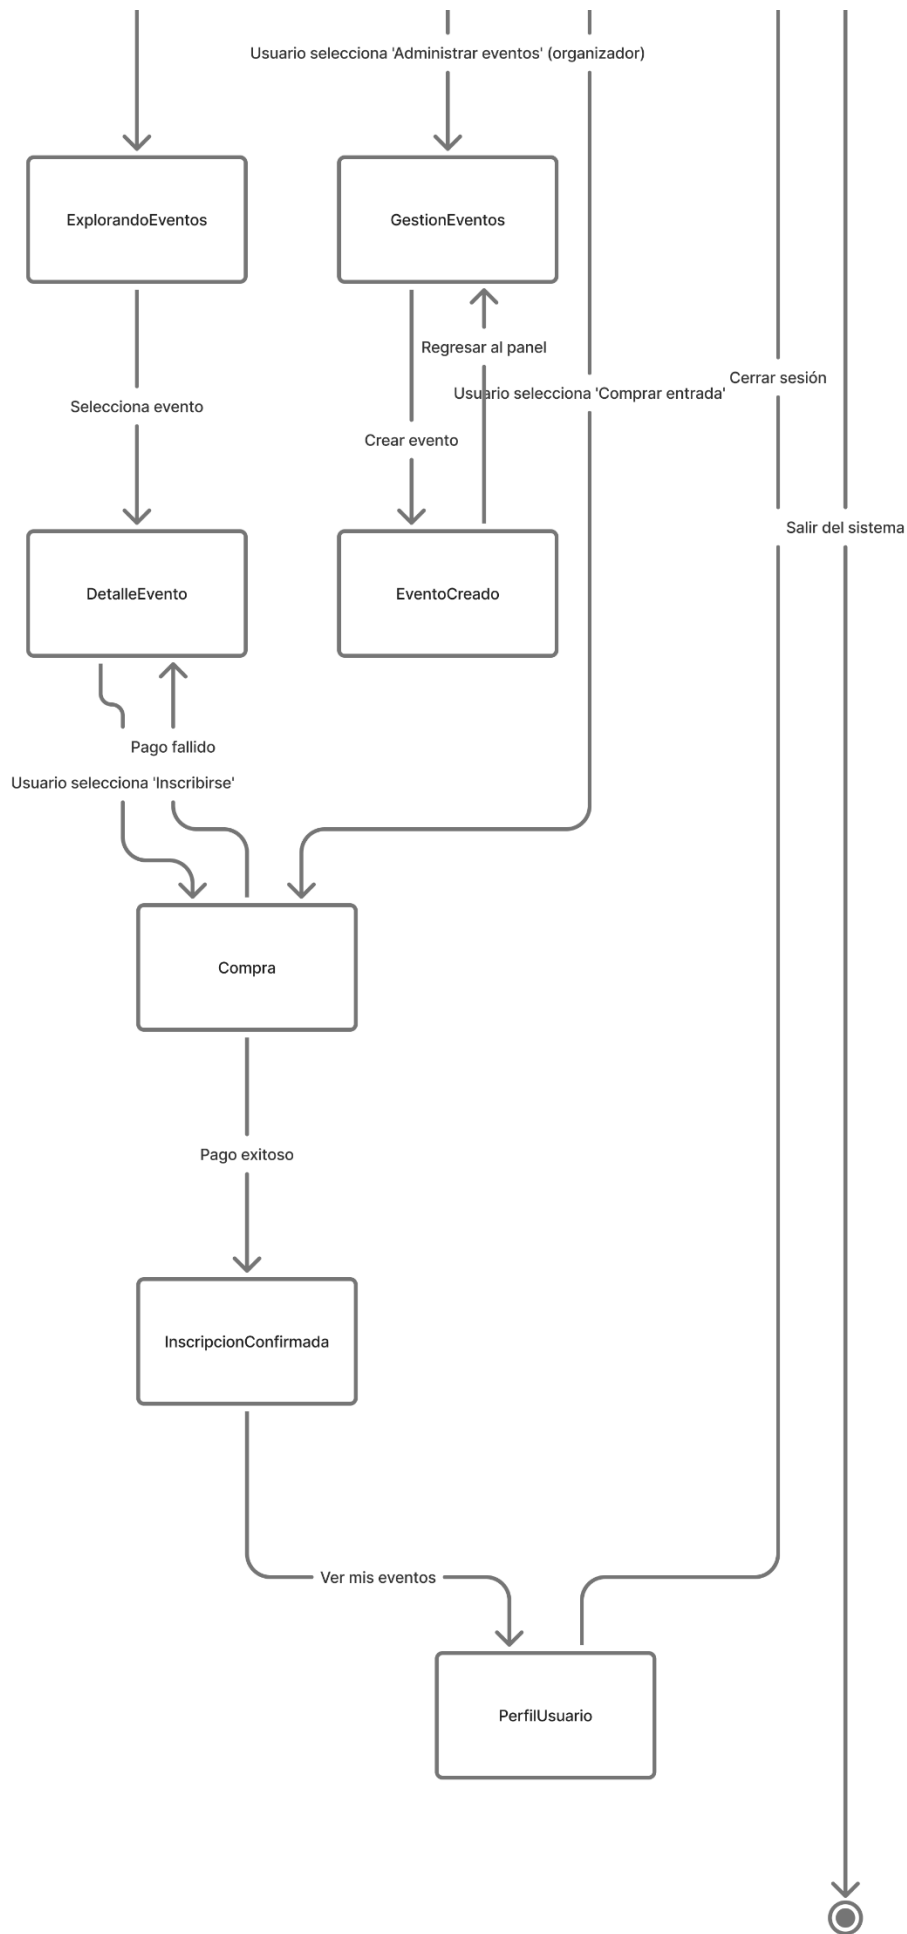 Usuario selecciona 'Administrar eventos' (organizador)
ExplorandoEventos
GestionEventos
Regresar al panel
Cerrar sesión
Usuario selecciona 'Comprar entrada'
Selecciona evento
Crear evento
Salir del sistema
DetalleEvento
EventoCreado
Pago fallido
Usuario selecciona 'Inscribirse'
Compra
Pago exitoso
InscripcionConfirmada
Ver mis eventos
PerfilUsuario